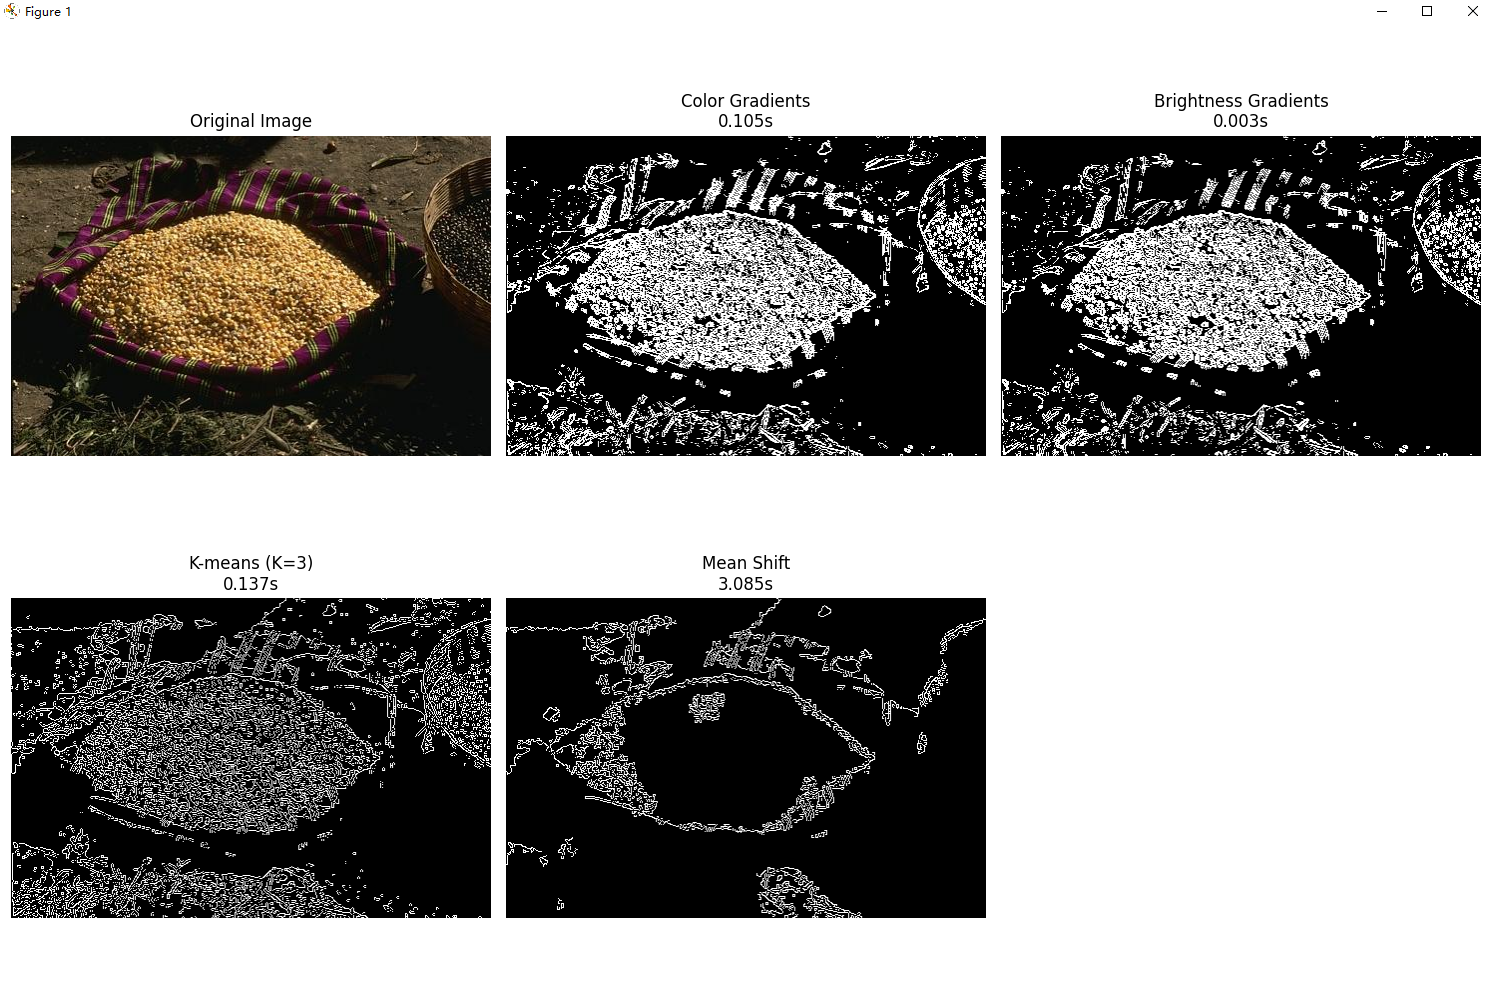 Figure 1
Original Image
Color Gradients
0.105s
Brightness Gradients
0.003s
K-means (K=3)
0.137s
Mean Shift
3.085s